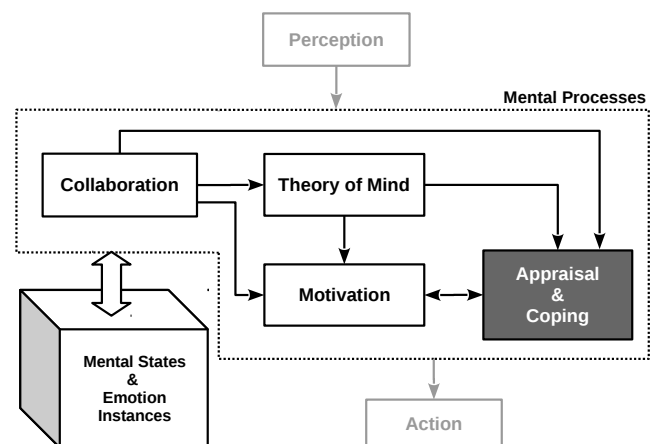 Perception
Mental Processes
Collaboration
Theory of Mind
Motivation
Appraisal
&
Coping
Mental States
&
Emotion
Instances
Action